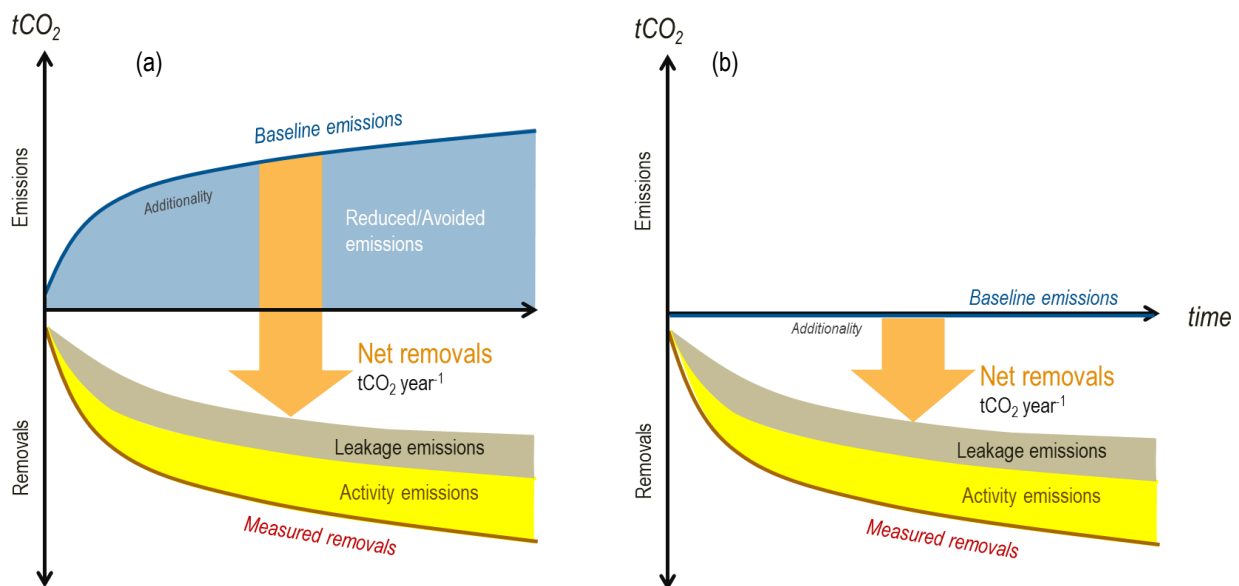 tCO₂
(a)
Emissions
Baseline emissions
Additionality
Reduced/Avoided
emissions
Net removals
tCO₂ year⁻¹
Leakage emissions
Activity emissions
Measured removals
Removals
tCO₂
(b)
Emissions
Baseline emissions
time
Additionality
Net removals
tCO₂ year⁻¹
Leakage emissions
Activity emissions
Measured removals
Removals